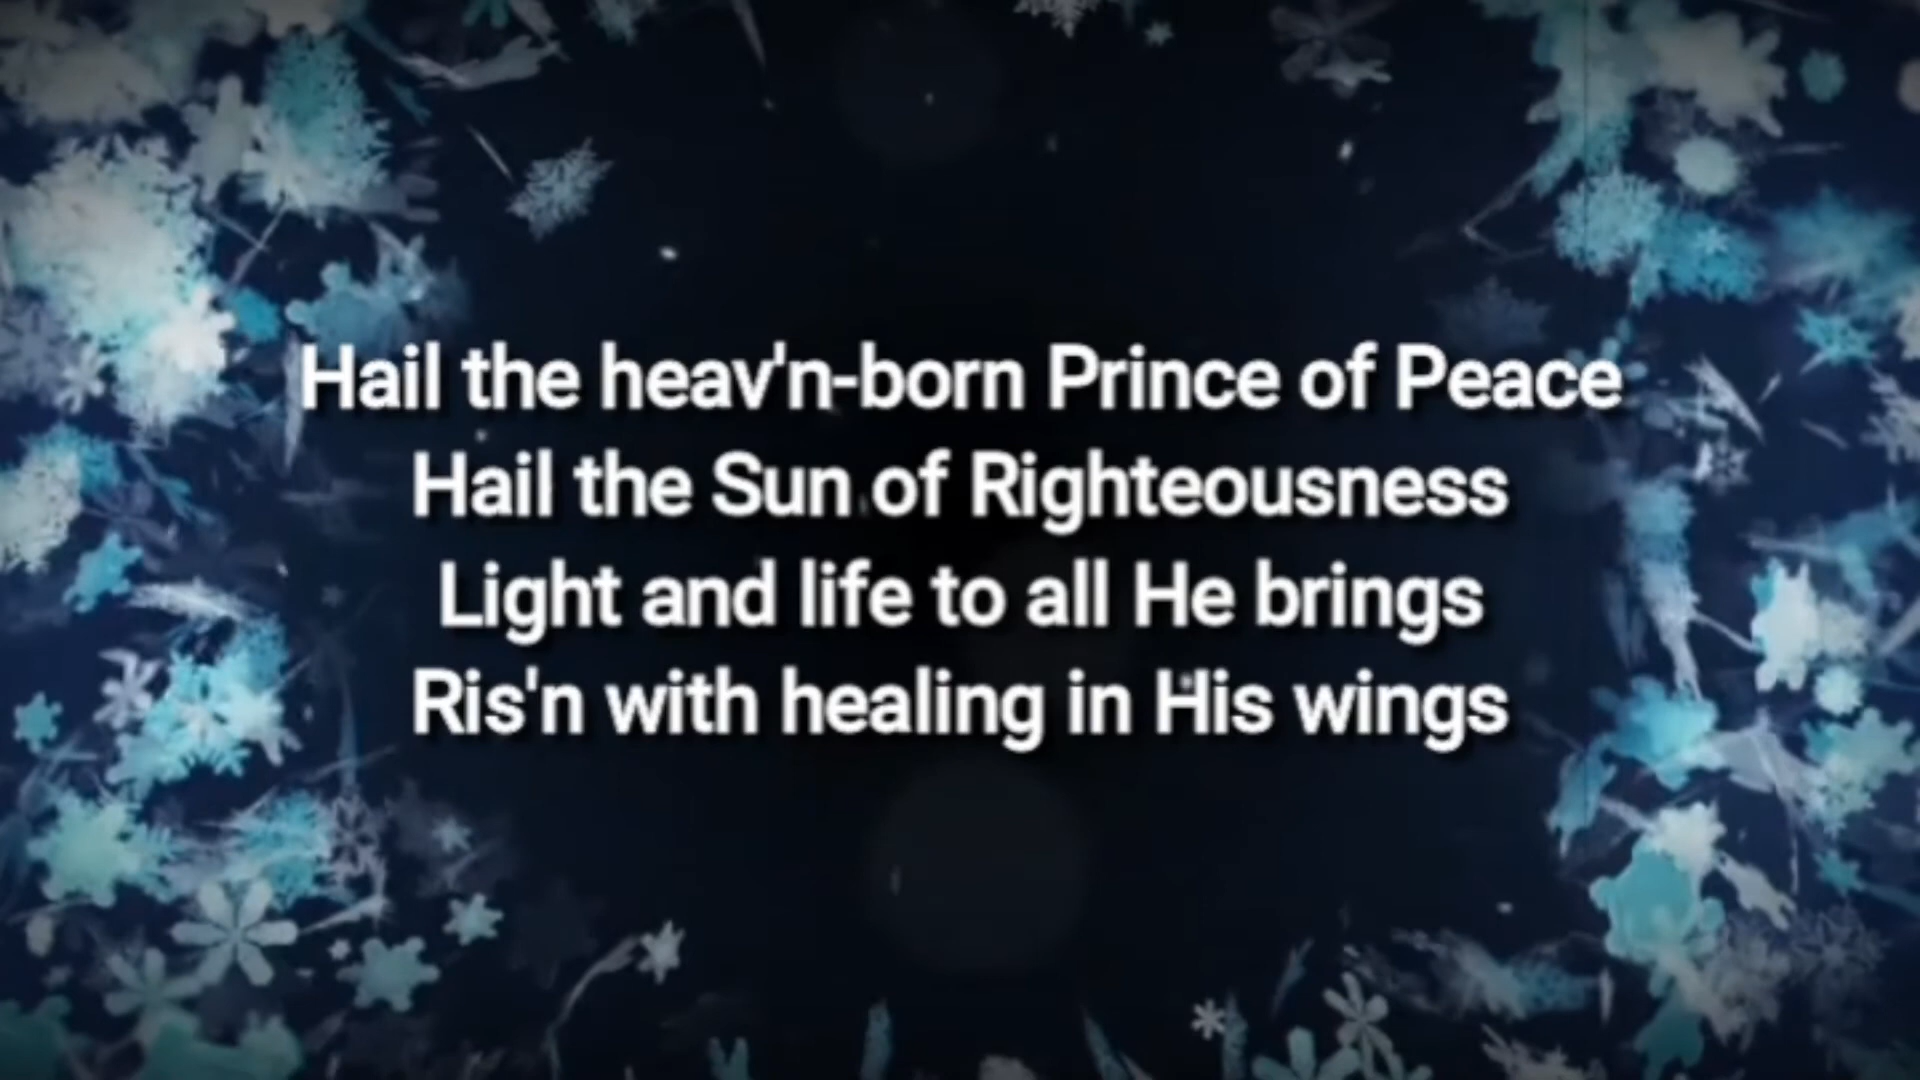 Hail the heav'n-born Prince of Peace
Hail the Sun of Righteousness
Light and life to all He brings
Ris'n with healing in His wings